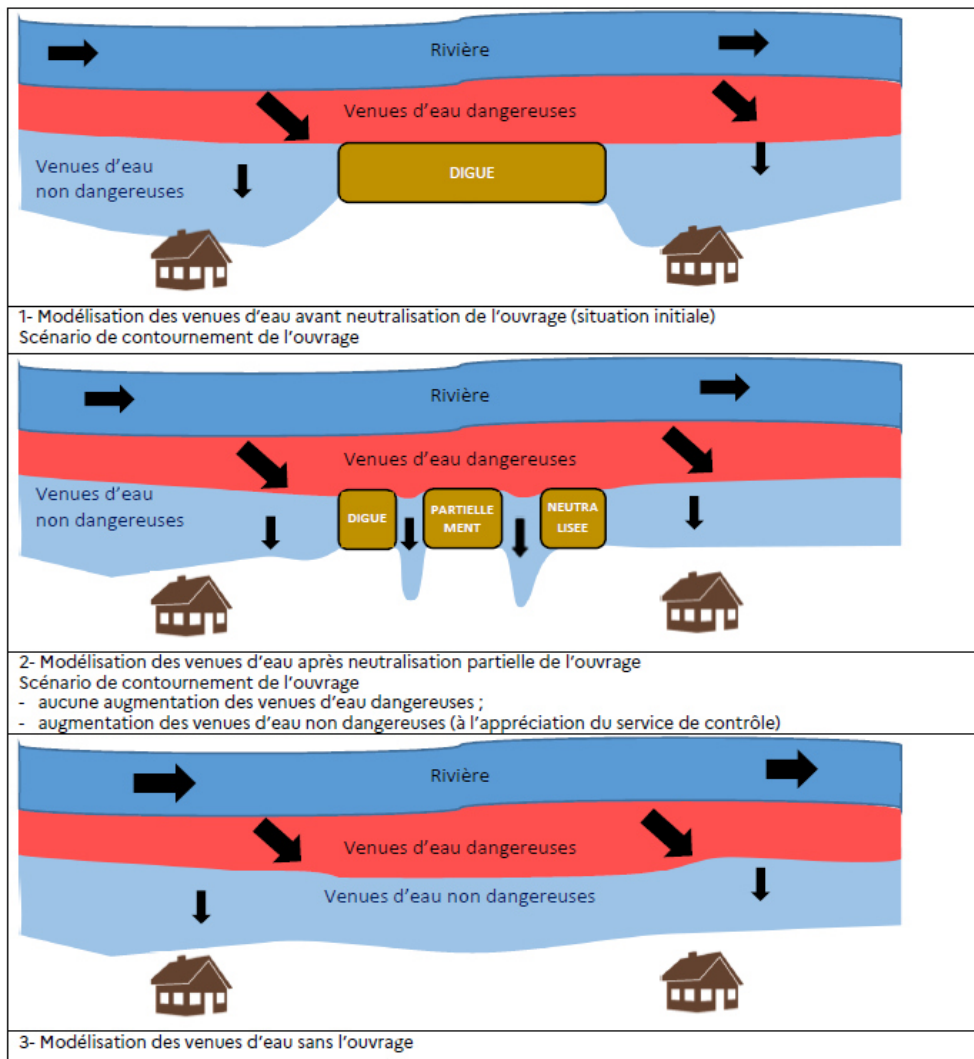 Rivière
Venues d’eau dangereuses
Venues d’eau
non dangereuses
DIGUE
1- Modélisation des venues d’eau avant neutralisation de l’ouvrage (situation initiale)
Scénario de contournement de l’ouvrage
Rivière
Venues d’eau dangereuses
Venues d’eau
non dangereuses
DIGUE
PARTIELLE
MENT
NEUTRA
LISEE
2- Modélisation des venues d’eau après neutralisation partielle de l’ouvrage
Scénario de contournement de l’ouvrage
- aucune augmentation des venues d’eau dangereuses ;
- augmentation des venues d’eau non dangereuses (à l’appréciation du service de contrôle)
Rivière
Venues d’eau dangereuses
Venues d’eau non dangereuses
3- Modélisation des venues d’eau sans l’ouvrage